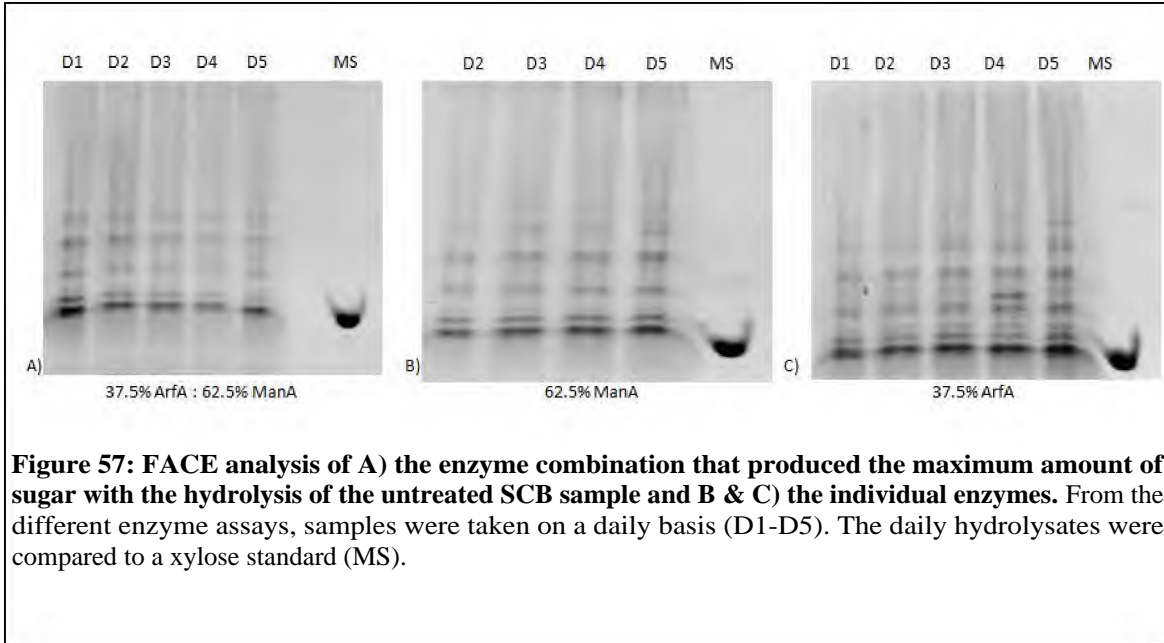 D1 D2 D3 D4 D5 MS
D2 D3 D4 D5 MS
D1 D2 D3 D4 D5 MS
A)
37.5% ArfA : 62.5% ManA
B)
62.5% ManA
C)
37.5% ArfA
Figure 57: FACE analysis of A) the enzyme combination that produced the maximum amount of
sugar with the hydrolysis of the untreated SCB sample and B & C) the individual enzymes. From the
different enzyme assays, samples were taken on a daily basis (D1-D5). The daily hydrolysates were
compared to a xylose standard (MS).